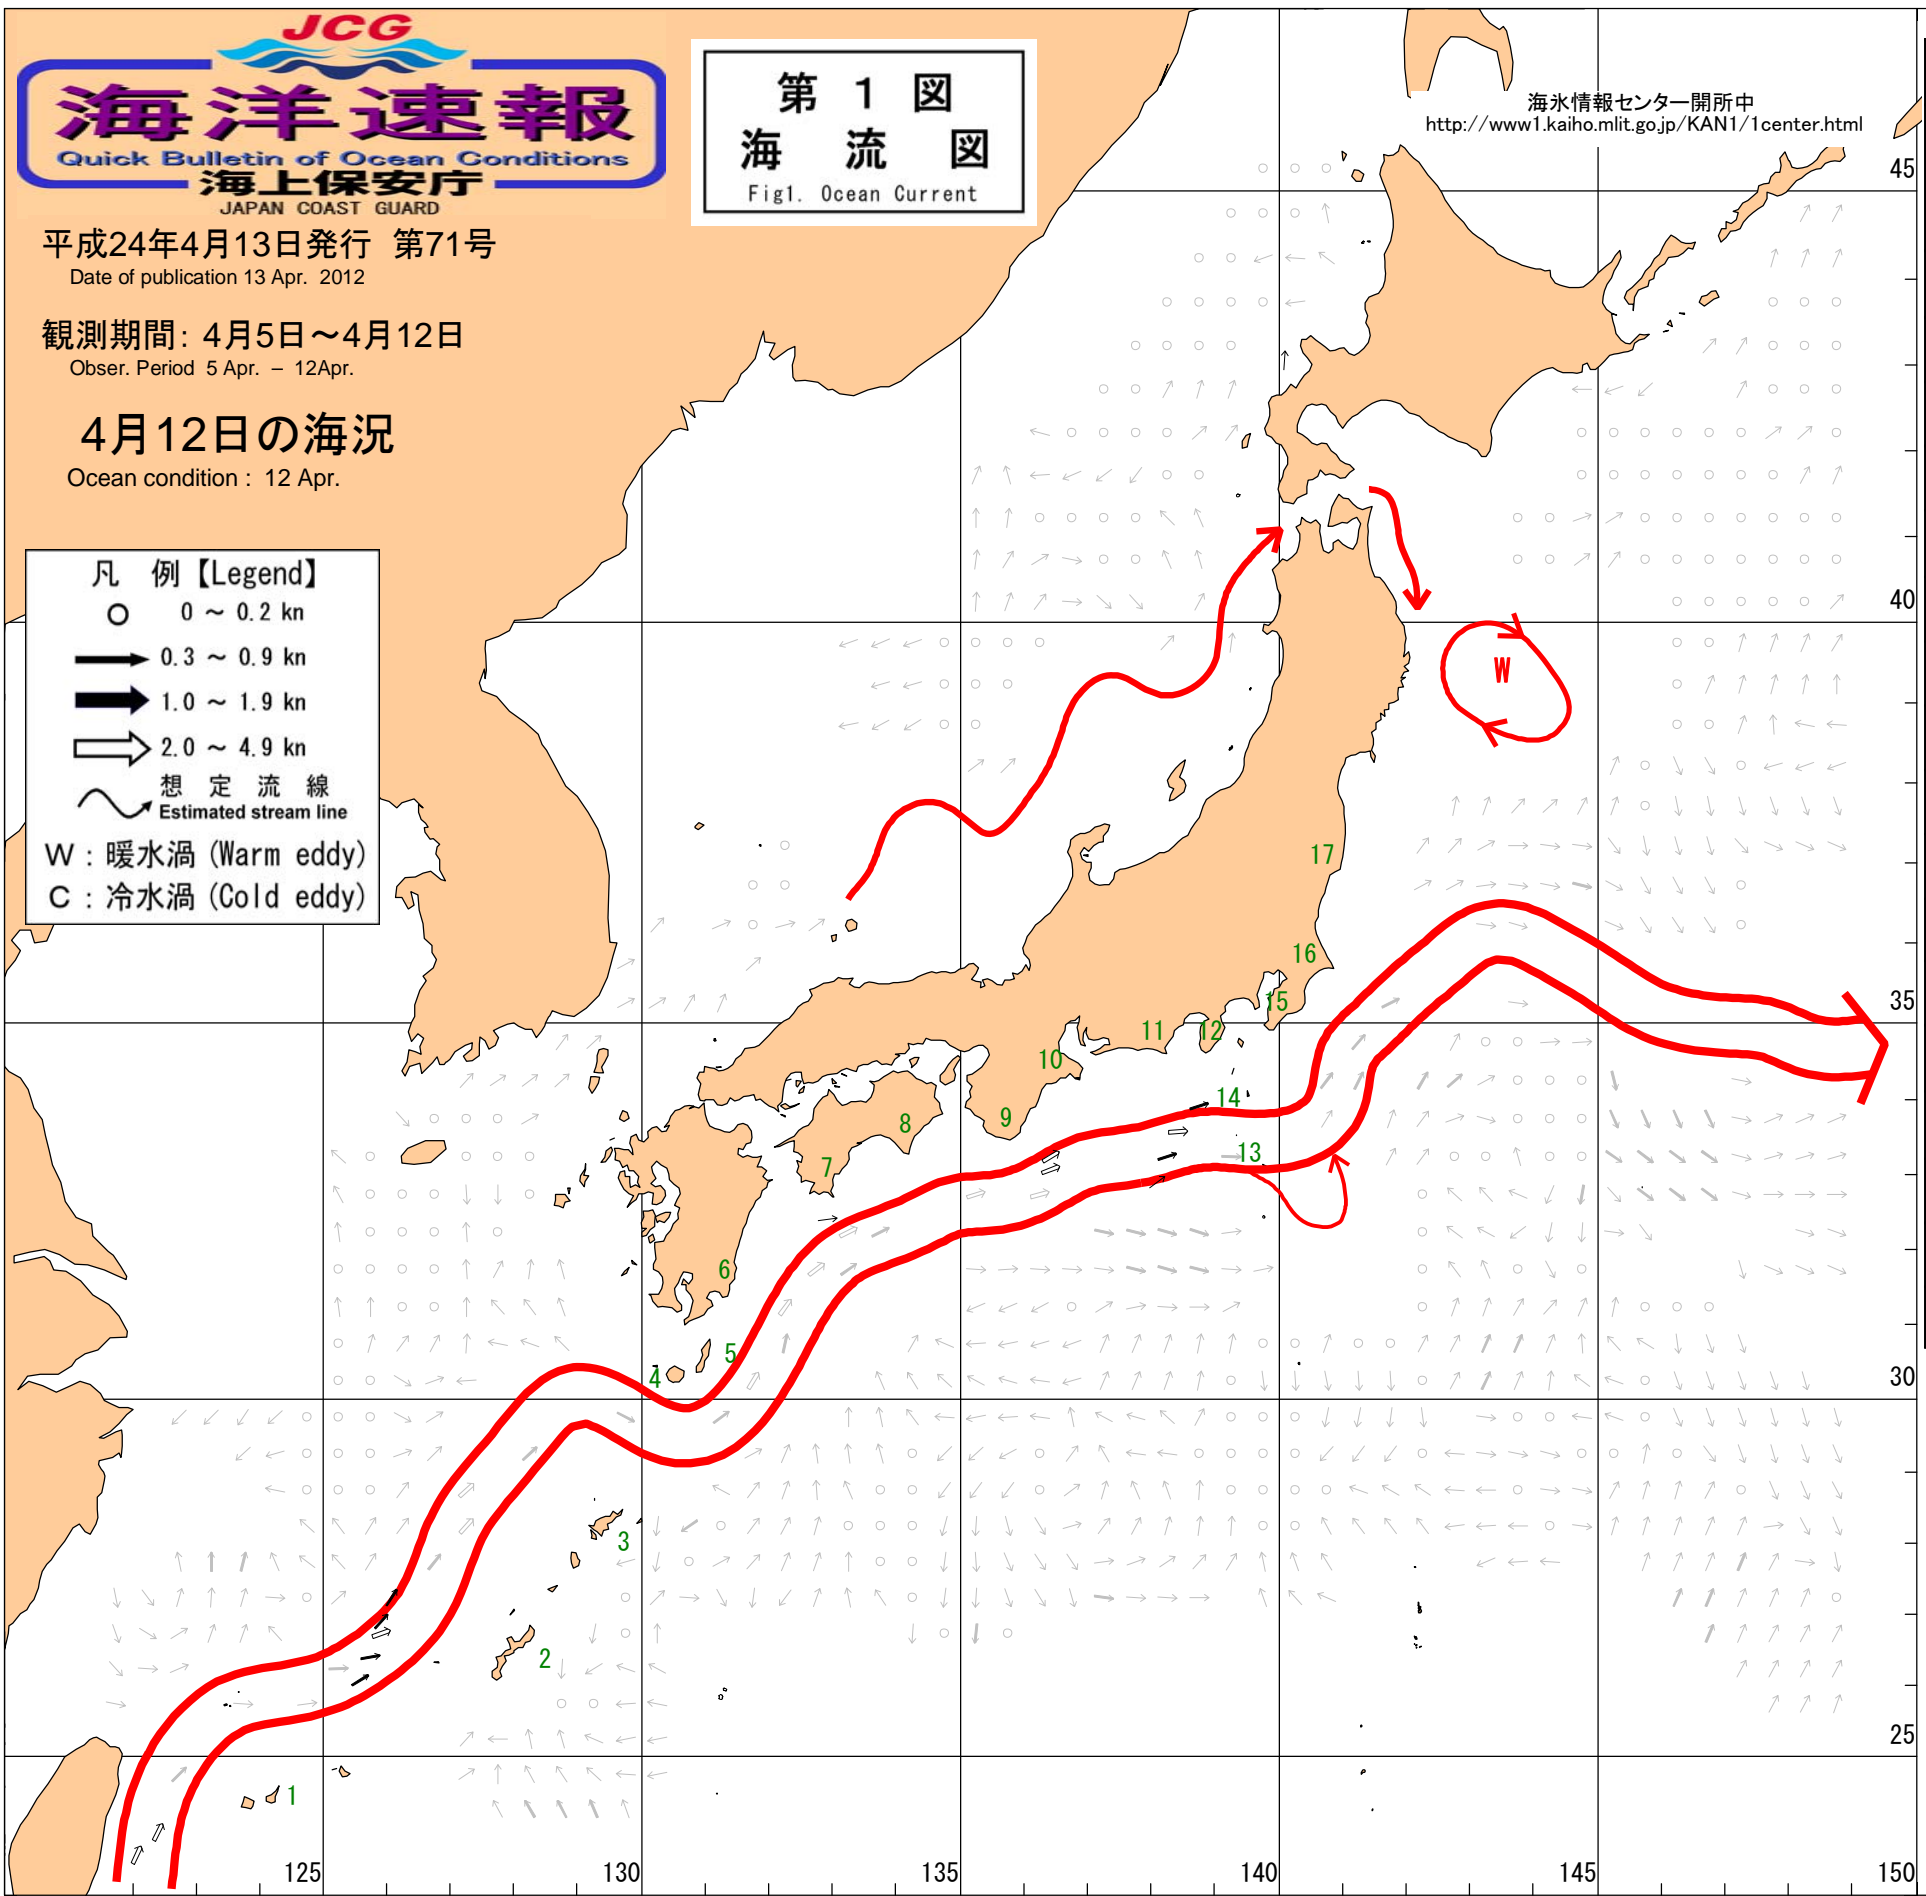 JCG
海洋速報
Quick Bulletin of Ocean Conditions
海上保安庁
JAPAN COAST GUARD
第1図
海流図
Fig1. Ocean Current
海氷情報センター開所中
http://www1.kaiho.mlit.go.jp/KAN1/1center.html
平成24年4月13日発行 第71号
Date of publication 13 Apr. 2012
観測期間: 4月5日～4月12日
Obser. Period 5 Apr. – 12Apr.
4月12日の海況
Ocean condition : 12 Apr.
凡 例【Legend】
0 ～ 0.2 kn
0.3 ～ 0.9 kn
1.0 ～ 1.9 kn
2.0 ～ 4.9 kn
想定流線
Estimated stream line
W : 暖水渦 (Warm eddy)
C : 冷水渦 (Cold eddy)
45
40
W
17
16
35
15
11
12
10
14
9
8
13
7
6
5
4
30
3
2
25
1
125
130
135
140
145
150